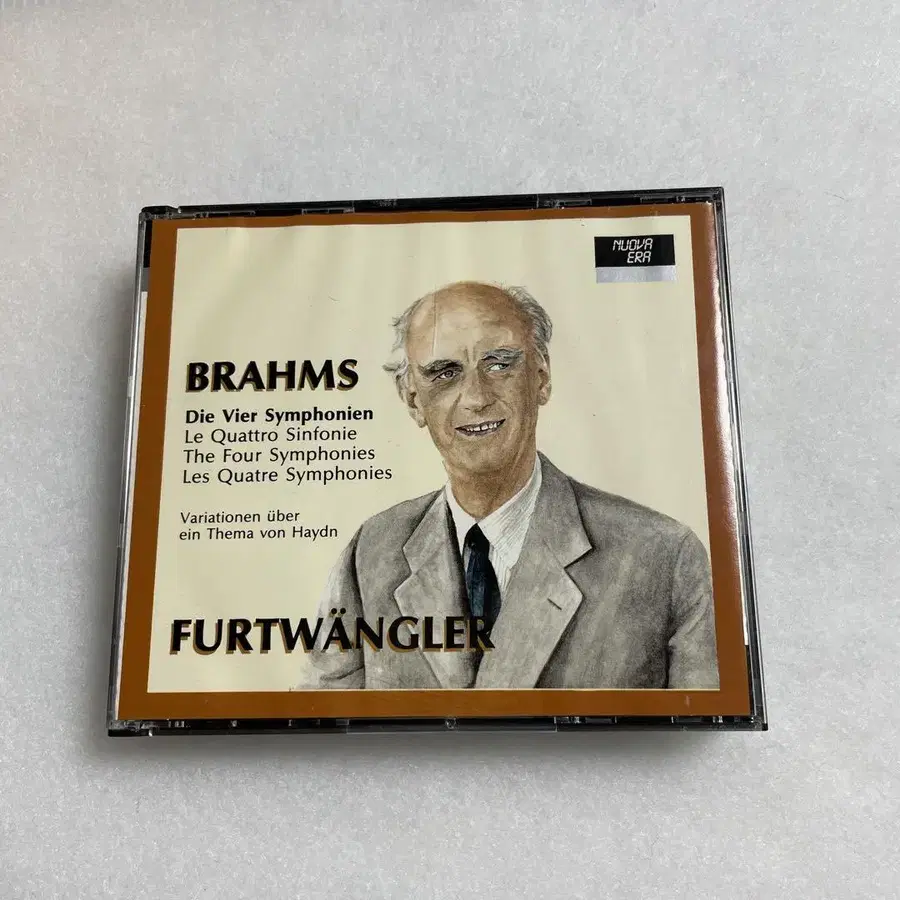 NUOVA
ERA
BRAHMS
Die Vier Symphonien
Le Quattro Sinfonie
The Four Symphonies
Les Quatre Symphonies
Variationen über
ein Thema von Haydn
FURTWÄNGLER